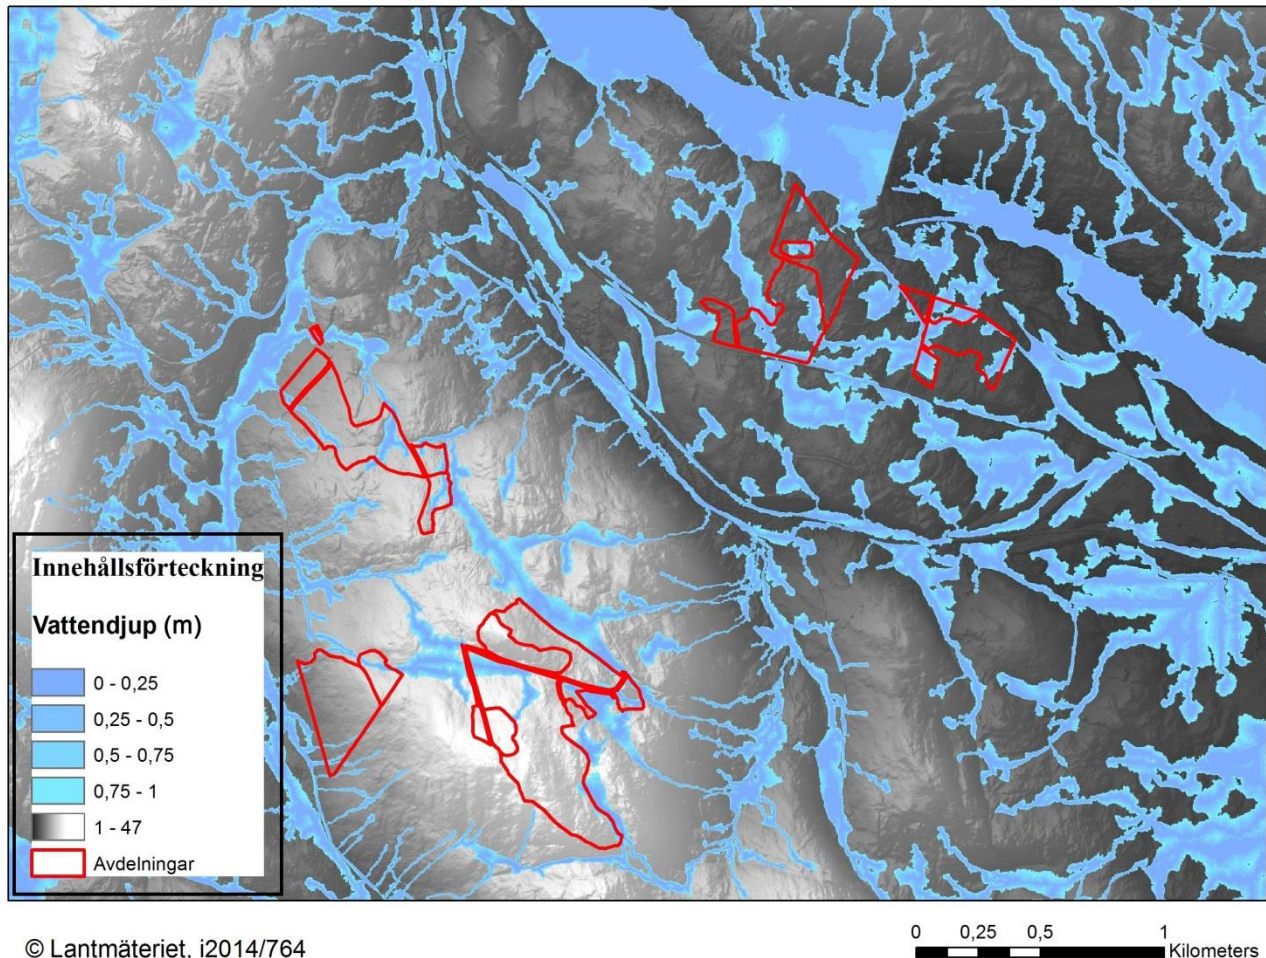 Innehållsförteckning
Vattendjup (m)
0 - 0,25
0,25 - 0,5
0,5 - 0,75
0,75 - 1
1 - 47
Avdelningar
© Lantmäteriet, i2014/764
0 0,25 0,5 1
Kilometers